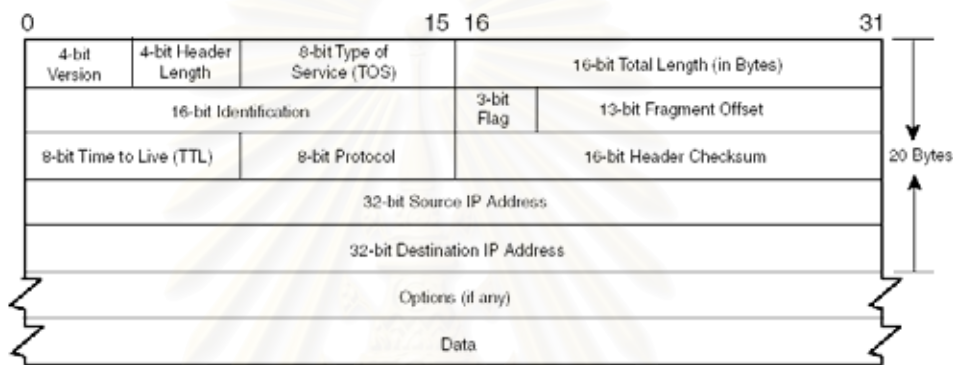 0 15 16 31
4-bit Version 4-bit Header Length 8-bit Type of Service (TOS) 16-bit Total Length (in Bytes)
16-bit Identification 3-bit Flag 13-bit Fragment Offset
8-bit Time to Live (TTL) 8-bit Protocol 16-bit Header Checksum
20 Bytes
32-bit Source IP Address
32-bit Destination IP Address
Options (if any)
Data